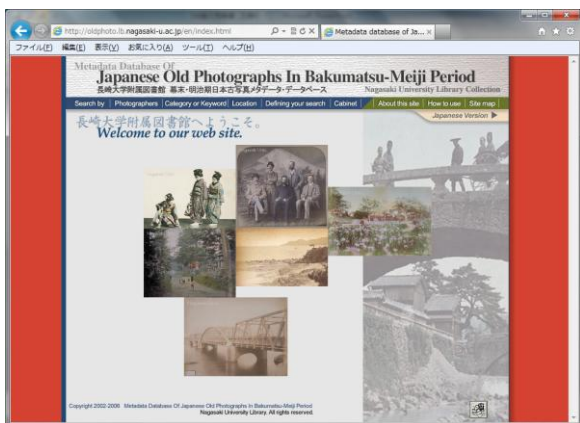 http://oldphoto.lb.nagasaki-u.ac.jp/en/index.html
Metadata database of Ja...
ファイル(F) 編集(E) 表示(V) お気に入り(A) ツール(T) ヘルプ(H)
Metadata Database Of
Japanese Old Photographs In Bakumatsu-Meiji Period
長崎大学附属図書館 幕末・明治期日本古写真メタデータ・データベース Nagasaki University Library Collection
Search by Photographers Category or Keyword Location Defining your search Cabinet About this site How to use Site map
Japanese Version
長崎大学附属図書館へようこそ。
Welcome to our web site.
Copyright 2002-2006 Metadata Database Of Japanese Old Photographs In Bakumatsu-Meiji Period
Nagasaki University Library. All rights reserved.